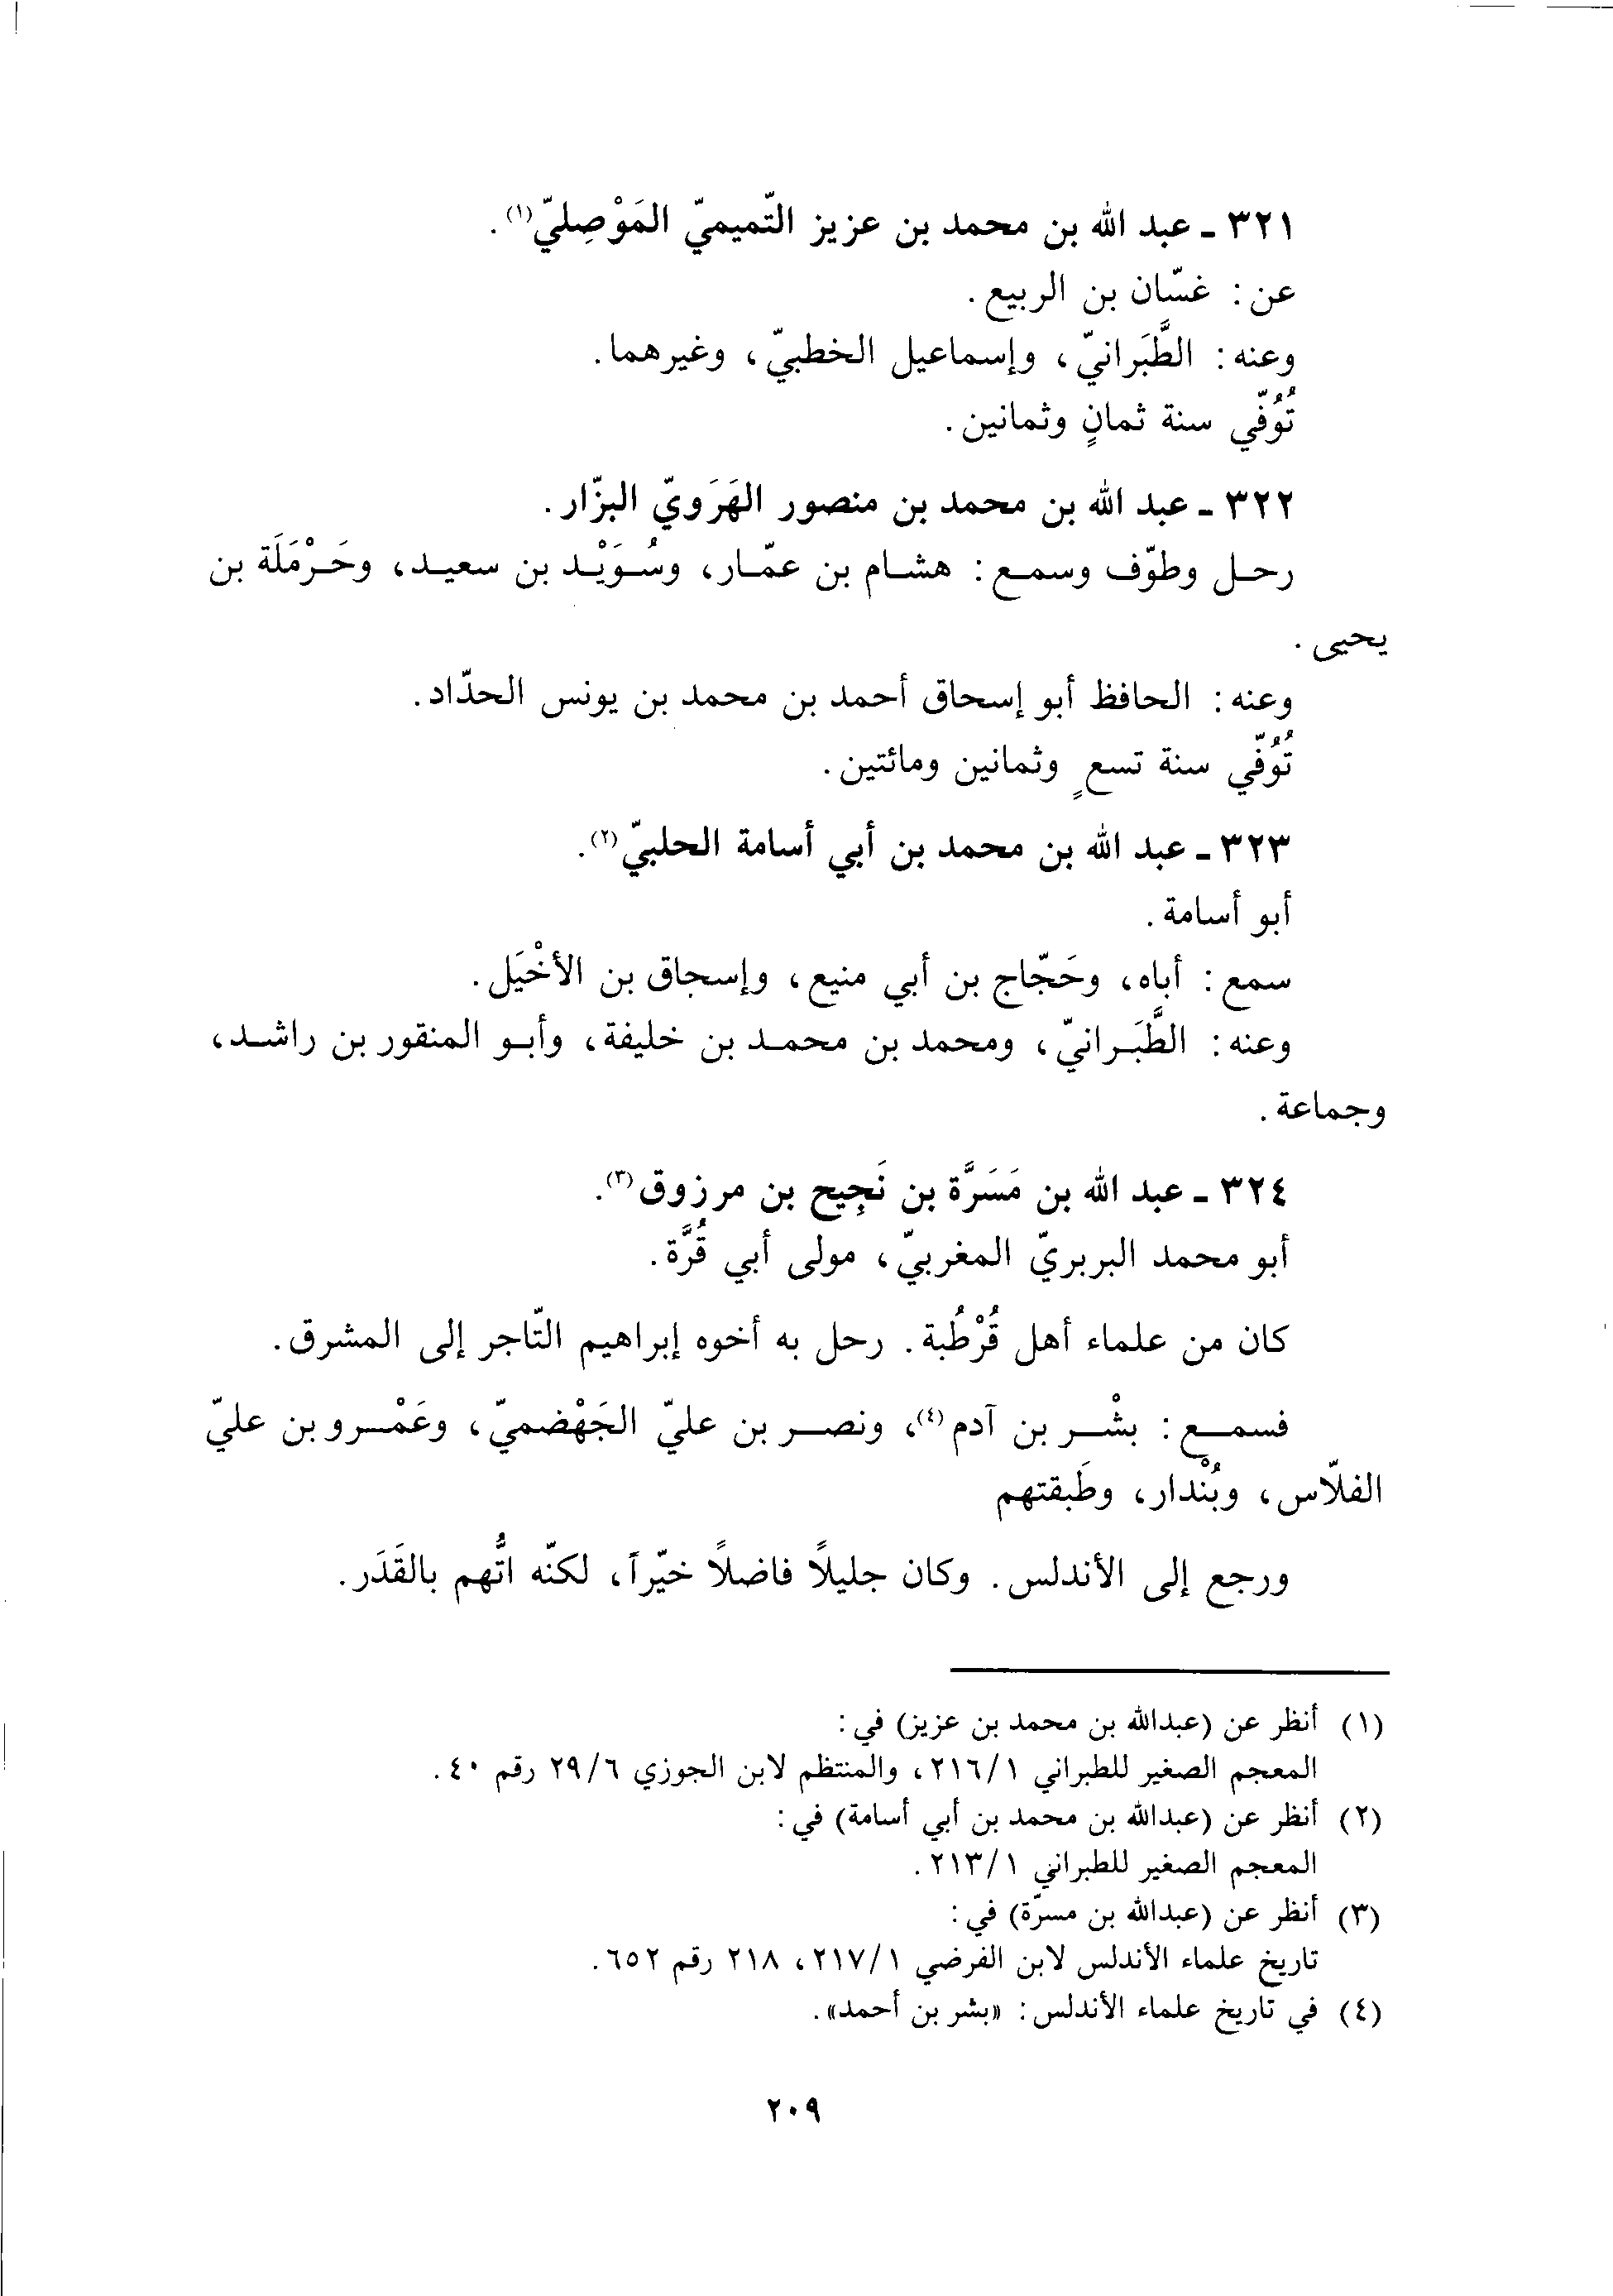 ٣٢١ ـ عبد الله بن محمد بن عزيز التّميميّ المَوْصِليّ(١).
عن: غسّان بن الربيع.
وعنه: الطَّبَرانيّ، وإسماعيل الخطبيّ، وغيرهما.
تُوُفّي سنة ثمانٍ وثمانين.
٣٢٢ ـ عبد الله بن محمد بن منصور الهَرَويّ البزّار.
رحل وطوّف وسمع: هشام بن عمّار، وسُوَيْد بن سعيد، وحَرْمَلَة بن
يحيى.
وعنه: الحافظ أبو إسحاق أحمد بن محمد بن يونس الحدّاد.
تُوُفّي سنة تسعٍ وثمانين ومائتين.
٣٢٣ ـ عبد الله بن محمد بن أبي أسامة الحلبيّ(٢).
أبو أسامة.
سمع: أباه، وحَجّاج بن أبي منيع، وإسجاق بن الأخْيَل.
وعنه: الطَّبَرانيّ، ومحمد بن محمد بن خليفة، وأبو المنقور بن راشد،
وجماعة.
٣٢٤ ـ عبد الله بن مَسَرَّة بن نَجِيح بن مرزوق(٣).
أبو محمد البربريّ المغربيّ، مولى أبي قُرَّة.
كان من علماء أهل قُرْطُبة. رحل به أخوه إبراهيم التّاجر إلى المشرق.
فسمع: بشْر بن آدم(٤)، ونصر بن عليّ الجَهْضميّ، وعَمْرو بن عليّ
الفلّاس، وبُنْدار، وطَبقتهم
ورجع إلى الأندلس. وكان جليلاً فاضلاً خيّراً، لكنّه اتُّهم بالقَدَر.
(١) أنظر عن (عبدالله بن محمد بن عزيز) في:
المعجم الصغير للطبراني ٢١٦/١، والمنتظم لابن الجوزي ٢٩/٦ رقم ٤٠.
(٢) أنظر عن (عبدالله بن محمد بن أبي أسامة) في:
المعجم الصغير للطبراني ٢١٣/١.
(٣) أنظر عن (عبدالله بن مسرّة) في:
تاريخ علماء الأندلس لابن الفرضي ٢١٧/١، ٢١٨ رقم ٦٥٢.
(٤) في تاريخ علماء الأندلس: «بشر بن أحمد».
٢٠٩